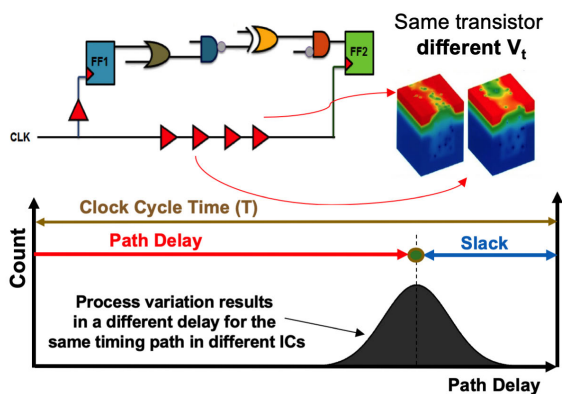 Same transistor
different Vt
FF1
FF2
CLK
Clock Cycle Time (T)
Path Delay
Slack
Count
Process variation results
in a different delay for the
same timing path in different ICs
Path Delay